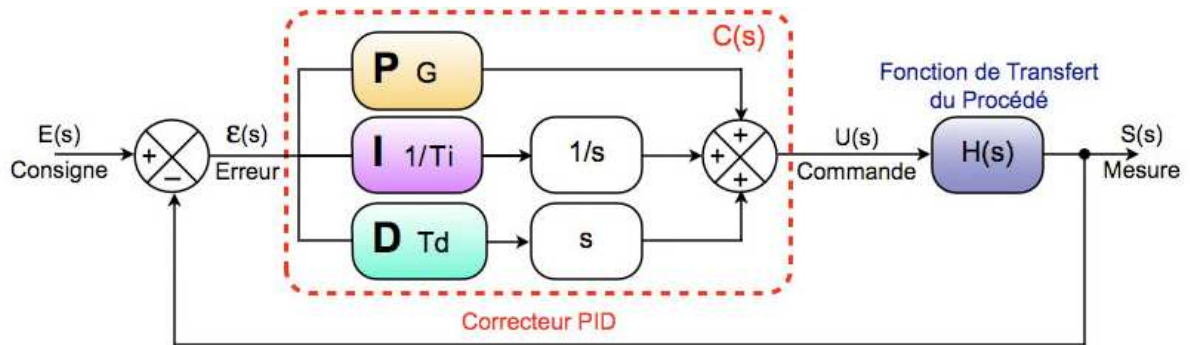 C(s)
P G
Fonction de Transfert
du Procédé
E(s)
Consigne
+
−
ε(s)
Erreur
I 1/Ti
1/s
+
+
+
U(s)
Commande
H(s)
S(s)
Mesure
D Td
s
Correcteur PID